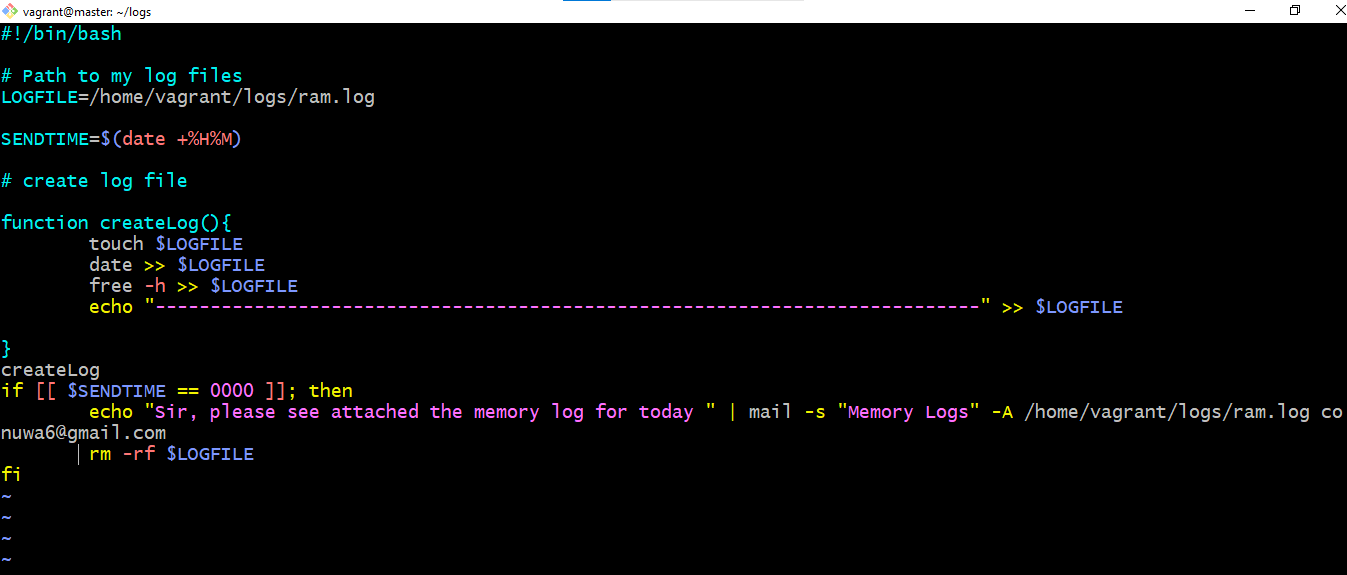 vagrant@master: ~/logs
#!/bin/bash
# Path to my log files
LOGFILE=/home/vagrant/logs/ram.log
SENDTIME=$(date +%H%M)
# create log file
function createLog(){
touch $LOGFILE
date >> $LOGFILE
free -h >> $LOGFILE
echo "---------------------------------------------------------------------------" >> $LOGFILE
}
createLog
if [[ $SENDTIME == 0000 ]]; then
echo "Sir, please see attached the memory log for today " | mail -s "Memory Logs" -A /home/vagrant/logs/ram.log co
nuwa6@gmail.com
rm -rf $LOGFILE
fi
~
~
~
~